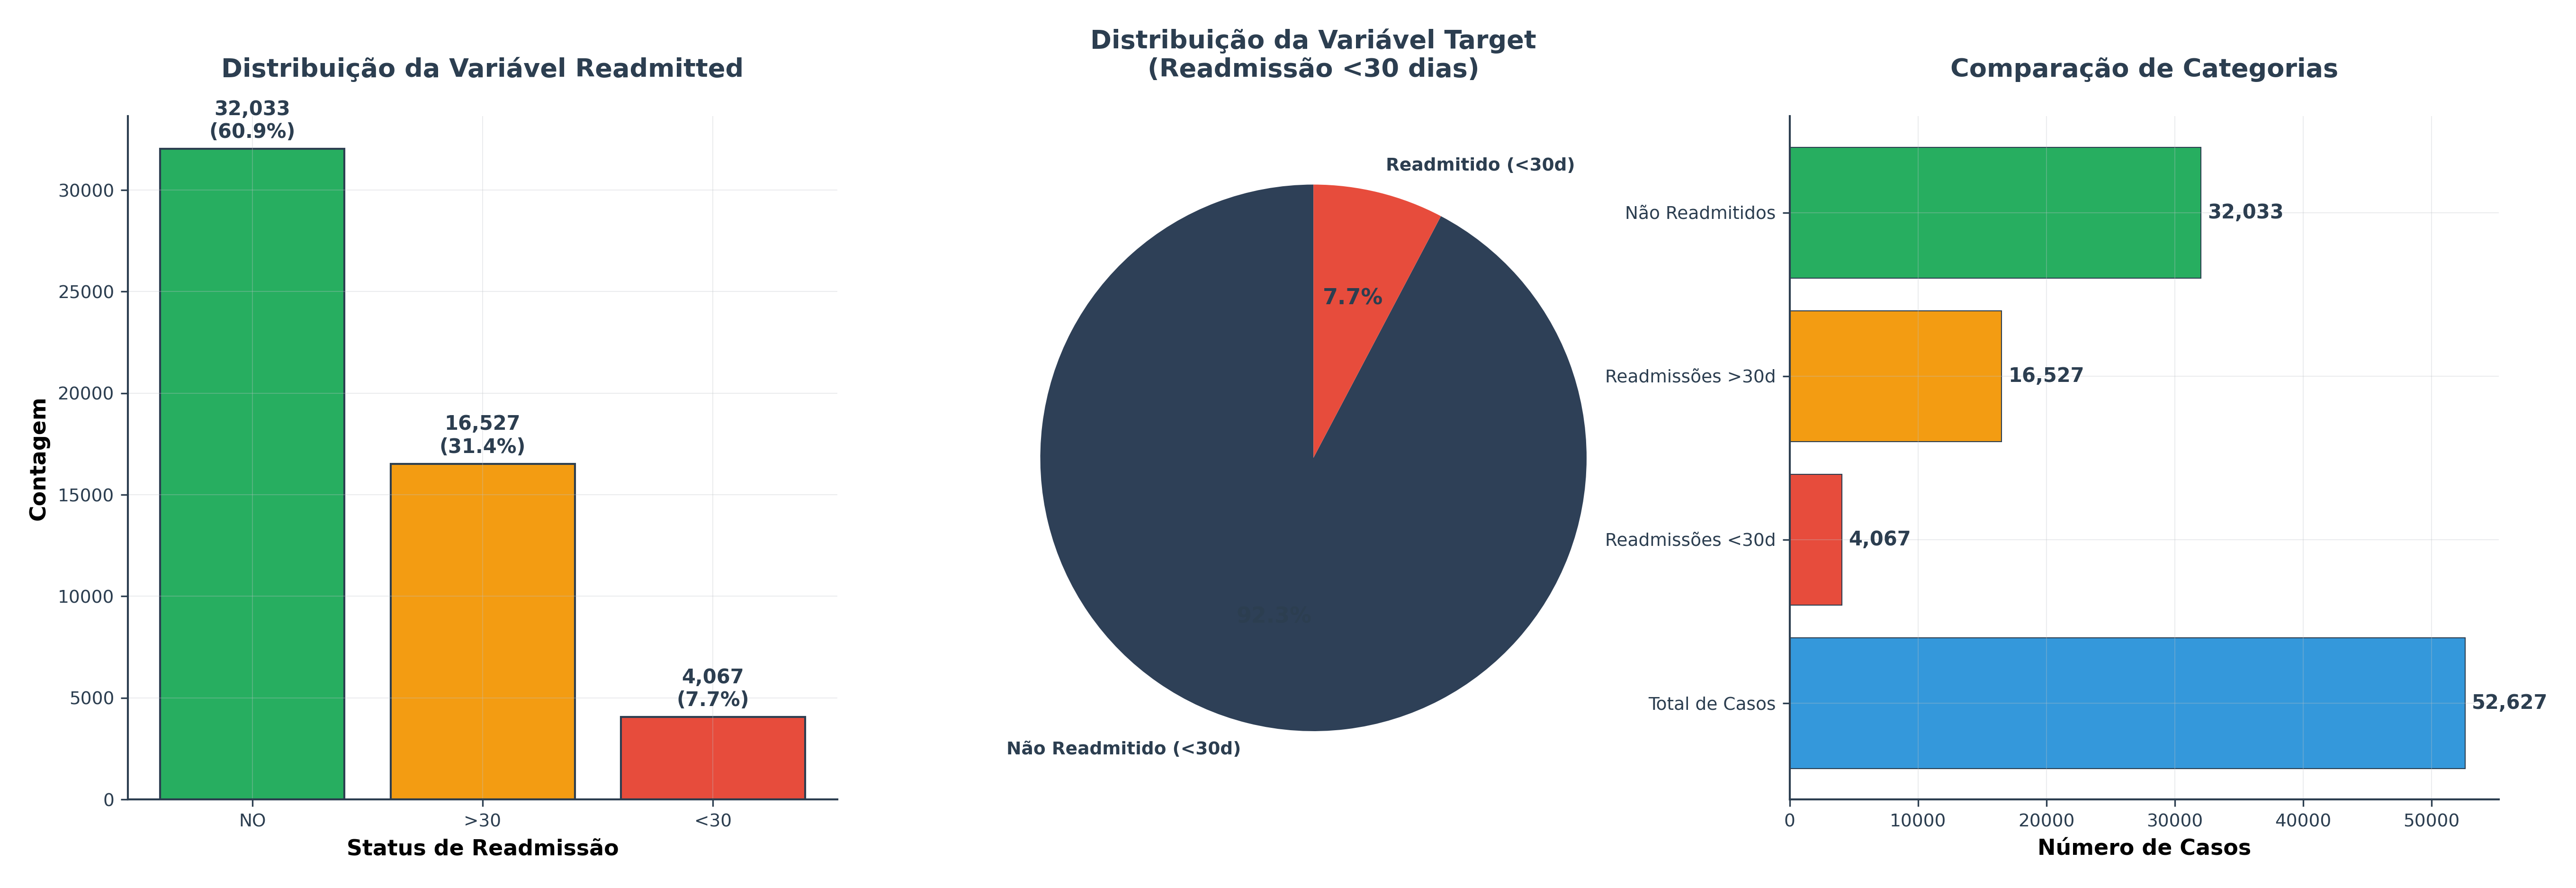 Distribuição da Variável Readmitted
32,033
(60.9%)
16,527
(31.4%)
4,067
(7.7%)
30000
25000
20000
15000
10000
5000
0
Contagem
NO
>30
<30
Status de Readmissão
Distribuição da Variável Target
(Readmissão <30 dias)
Readmitido (<30d)
7.7%
92.3%
Não Readmitido (<30d)
Comparação de Categorias
Não Readmitidos
32,033
Readmissões >30d
16,527
Readmissões <30d
4,067
Total de Casos
52,627
0
10000
20000
30000
40000
50000
Número de Casos